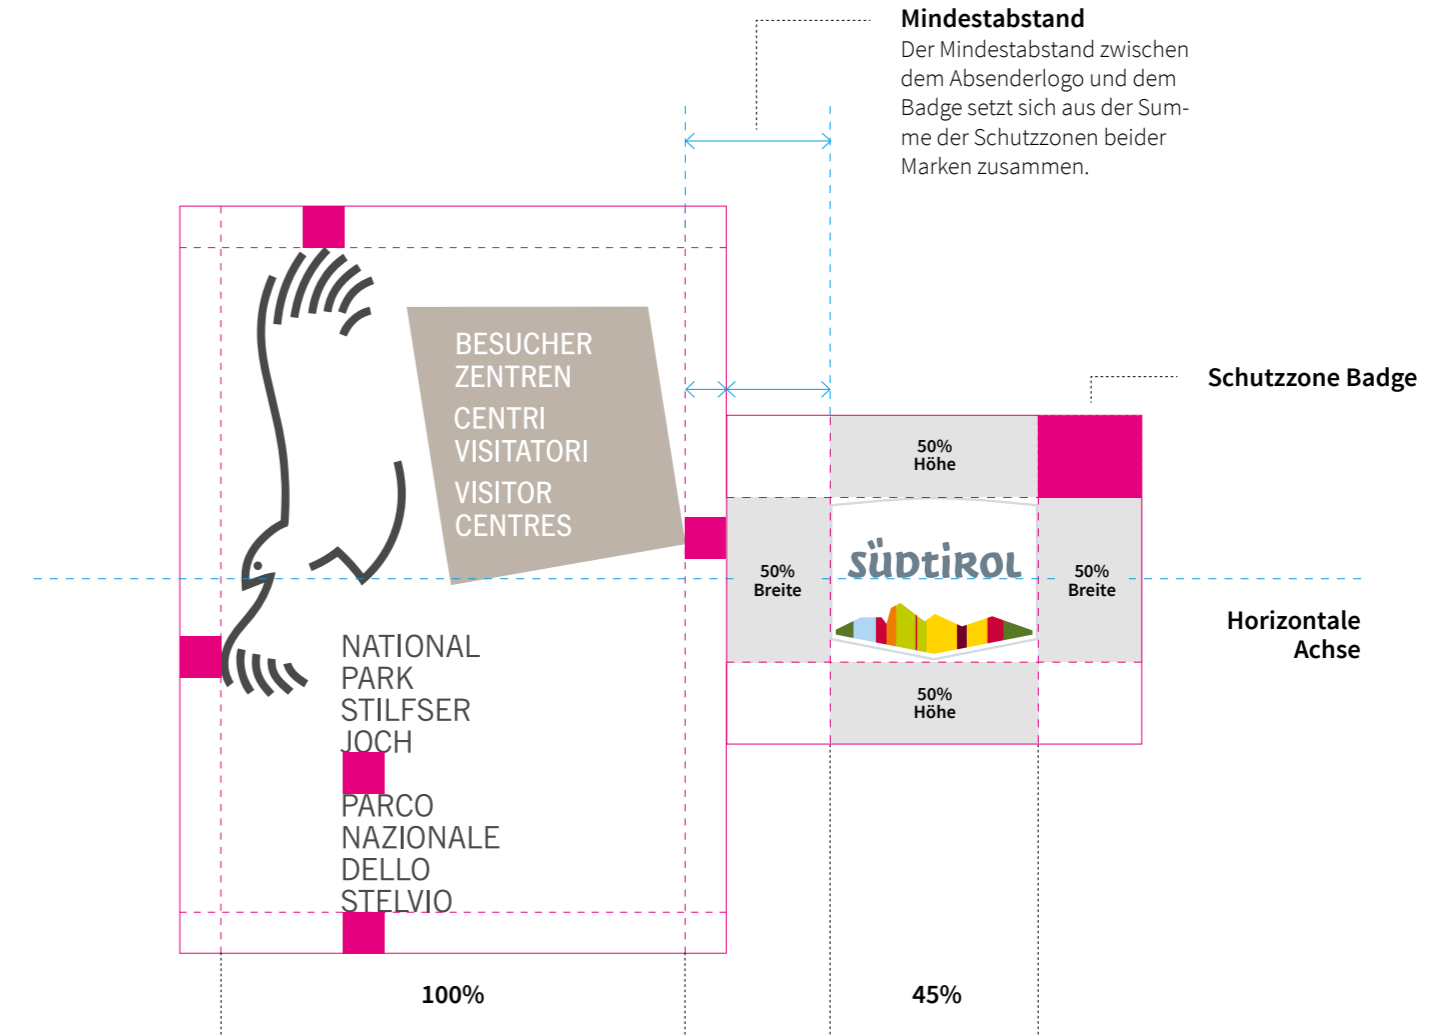 Mindestabstand
Der Mindestabstand zwischen
dem Absenderlogo und dem
Badge setzt sich aus der Sum-
me der Schutzzonen beider
Marken zusammen.
BESUCHER
ZENTREN
CENTRI
VISITATORI
VISITOR
CENTRES
Schutzzone Badge
50%
Höhe
50%
Breite
SÜDTiROL
50%
Breite
50%
Höhe
Horizontale
Achse
NATIONAL
PARK
STILFSER
JOCH
PARCO
NAZIONALE
DELLO
STELVIO
100%
45%